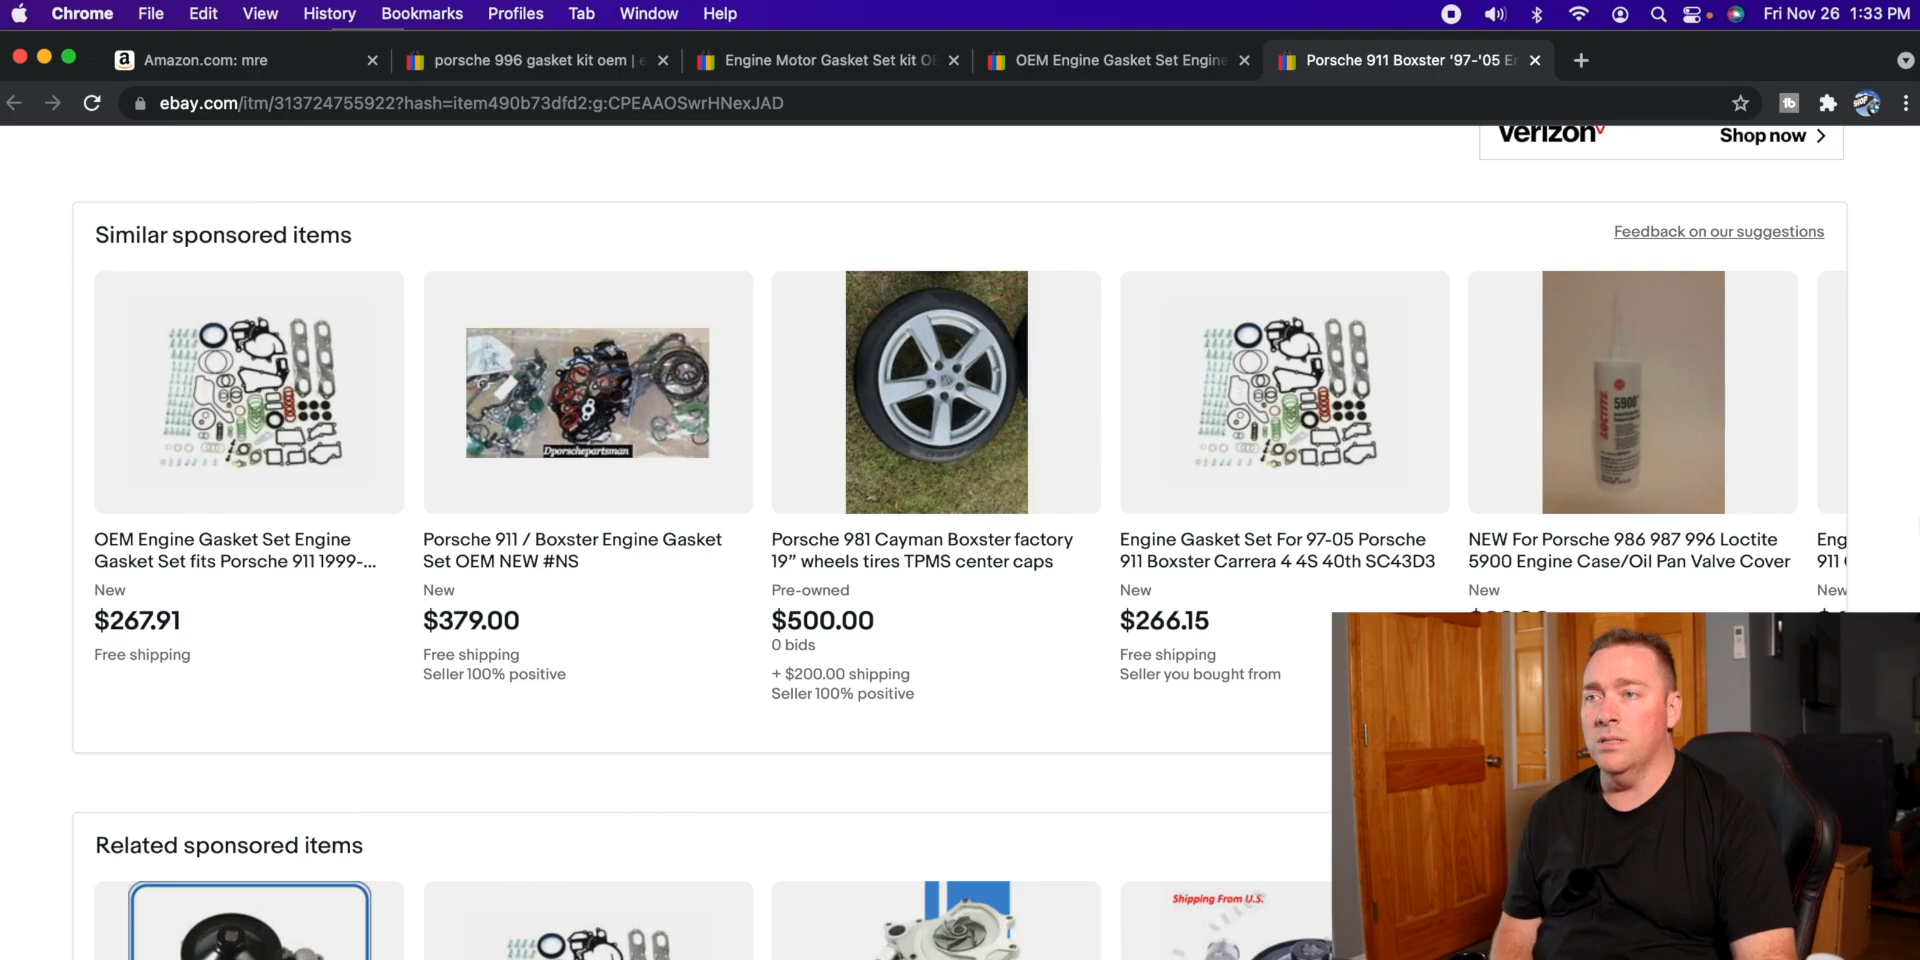 Chrome File Edit View History Bookmarks Profiles Tab Window Help Fri Nov 26 1:33 PM
Amazon.com: mre porsche 996 gasket kit oem | e Engine Motor Gasket Set kit OE OEM Engine Gasket Set Engine Porsche 911 Boxster '97-'05 En
ebay.com/itm/313724755922?hash=item490b73dfd2:g:CPEAAOSwrHNexJAD
verizon Shop now
Similar sponsored items
Feedback on our suggestions
Dporschepartsman
LOCTITE
5900
OEM Engine Gasket Set Engine
Gasket Set fits Porsche 911 1999-...
New
$267.91
Free shipping
Porsche 911 / Boxster Engine Gasket
Set OEM NEW #NS
New
$379.00
Free shipping
Seller 100% positive
Porsche 981 Cayman Boxster factory
19” wheels tires TPMS center caps
Pre-owned
$500.00
0 bids
+ $200.00 shipping
Seller 100% positive
Engine Gasket Set For 97-05 Porsche
911 Boxster Carrera 4 4S 40th SC43D3
New
$266.15
Free shipping
Seller you bought from
NEW For Porsche 986 987 996 Loctite
5900 Engine Case/Oil Pan Valve Cover
New
Eng
911
New
Related sponsored items
Shipping From U.S.